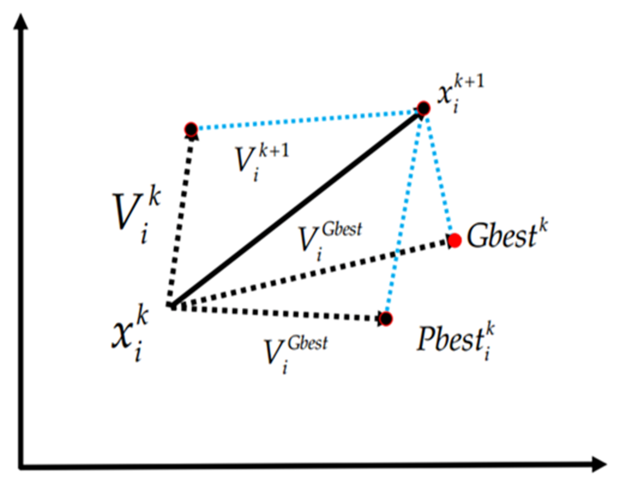 x_i^{k+1}
V_i^{k+1}
V_i^k
V_i^{Gbest}
Gbest^k
x_i^k
V_i^{Gbest}
Pbest_i^k